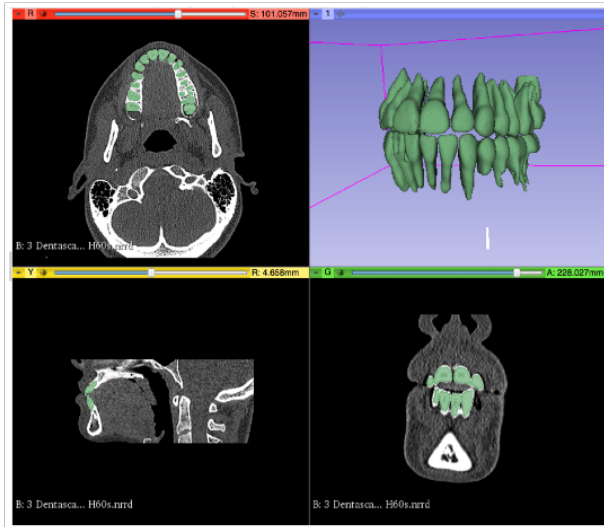 R S: 101.057mm
1
B: 3 Dentasca... H60s.nrrd
Y R: 4.658mm
G A: 228.027mm
B: 3 Dentasca... H60s.nrrd
B: 3 Dentasca... H60s.nrrd